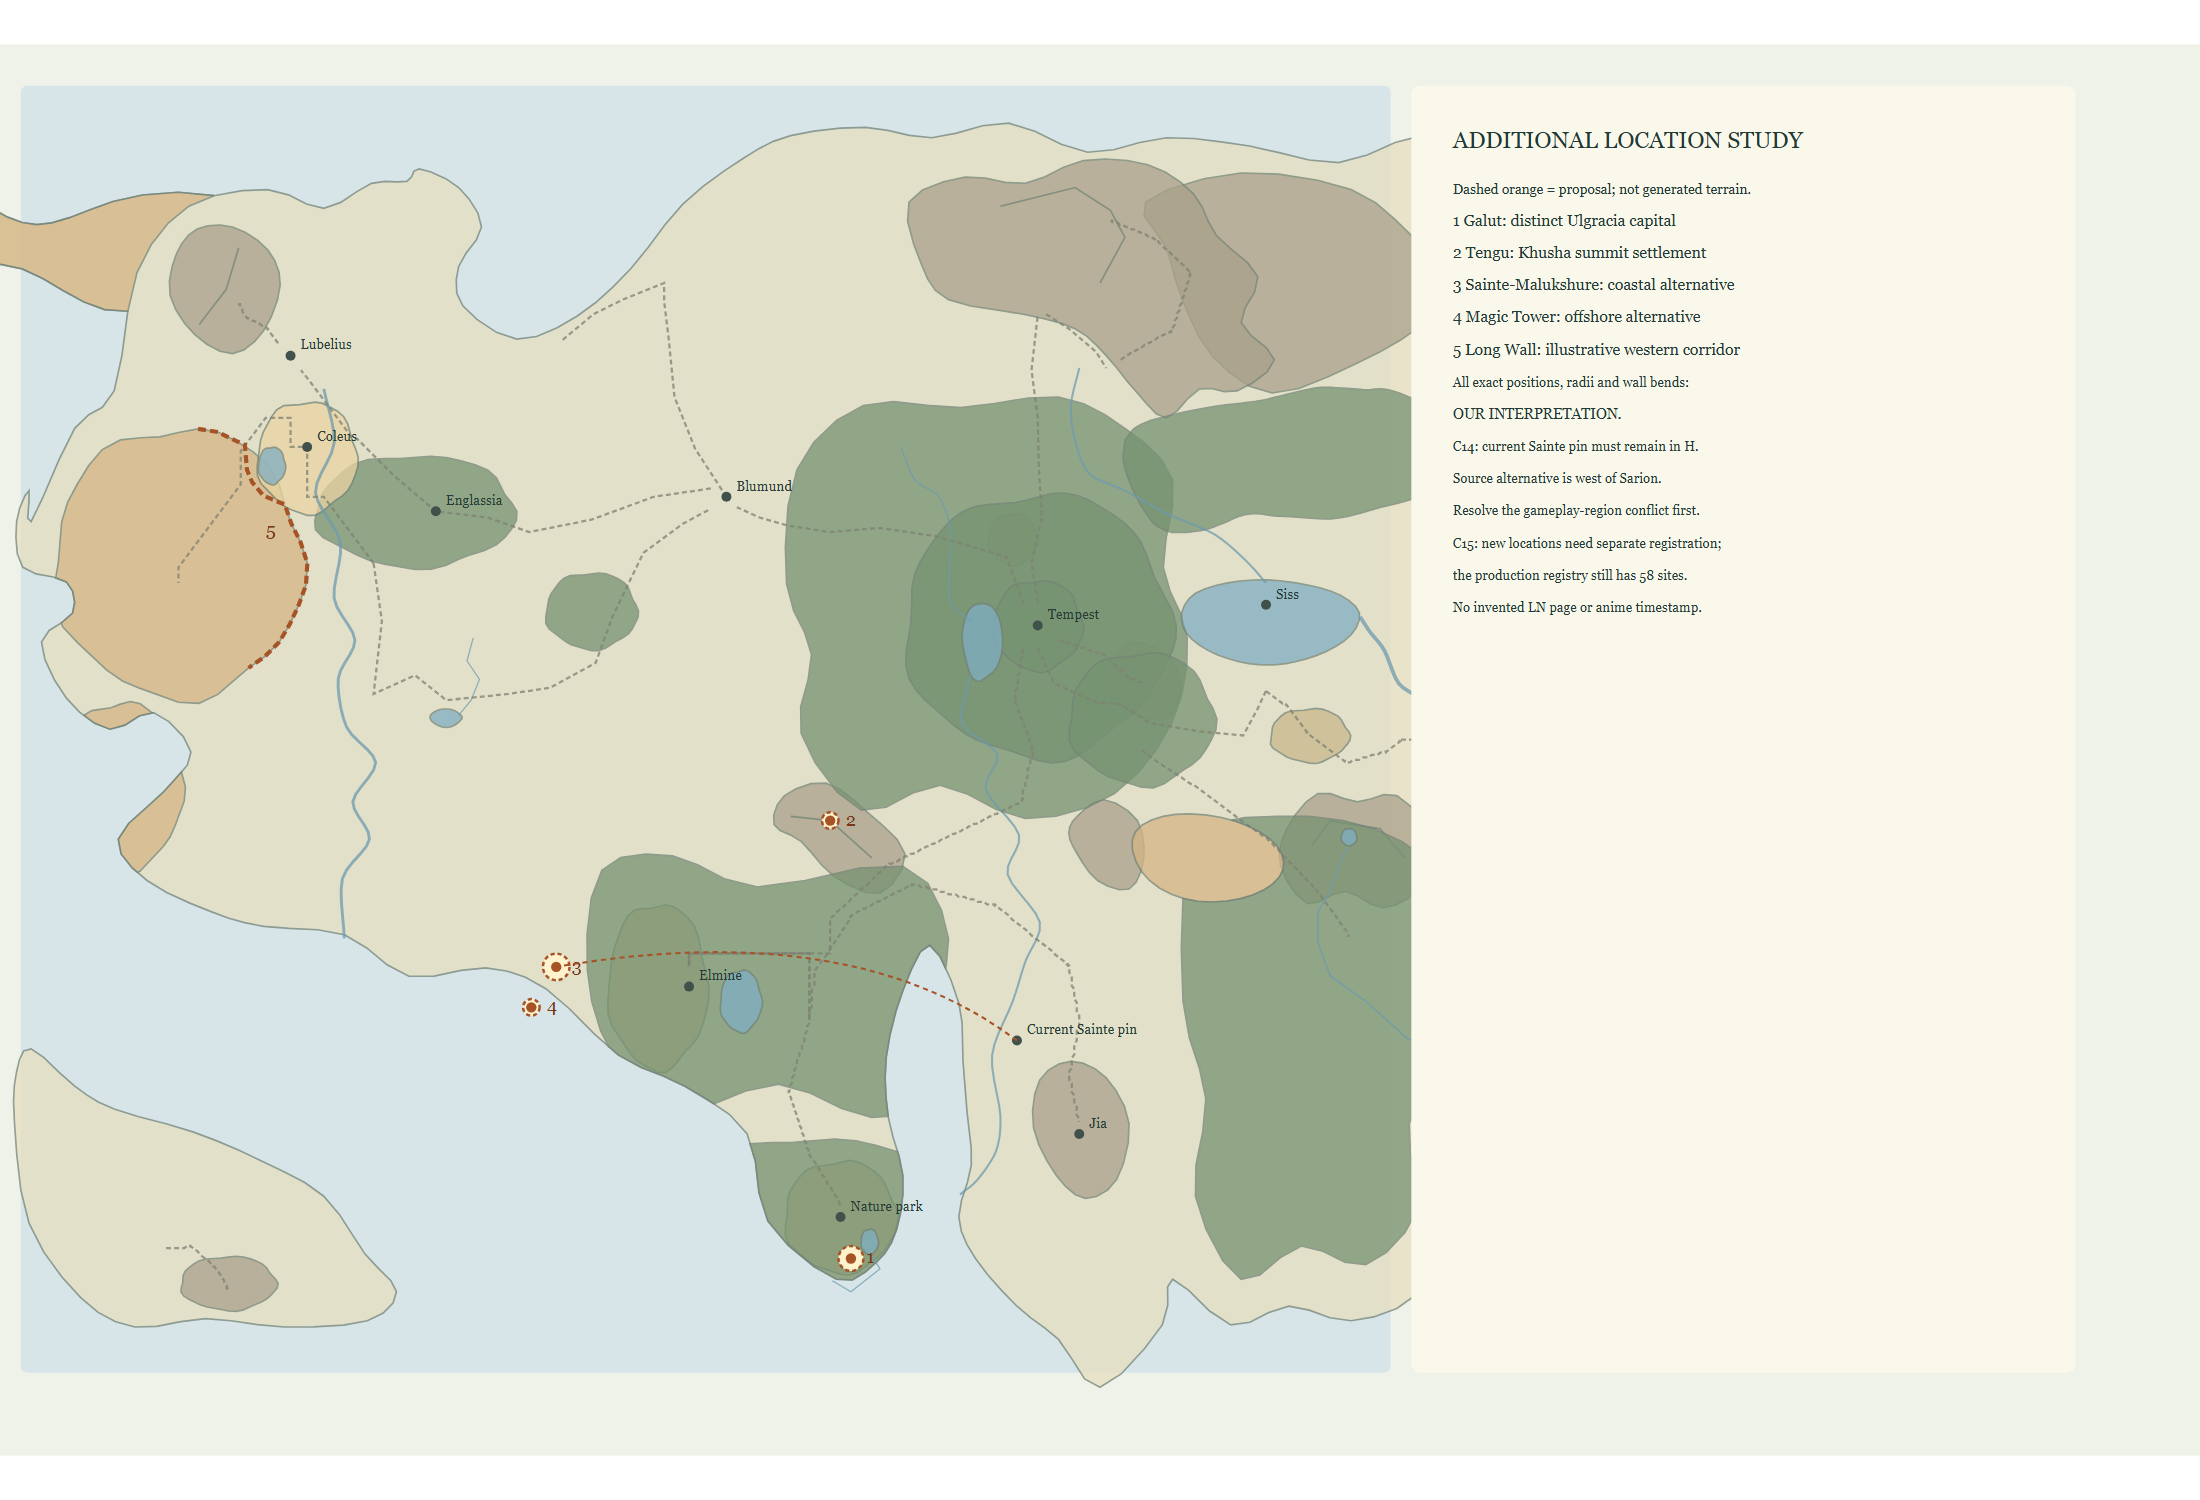 Lubelius
Coleus
Englassia
5
Blumund
Siss
Tempest
2
3
4
Elmine
Current Sainte pin
Jia
Nature park
1
ADDITIONAL LOCATION STUDY
Dashed orange = proposal; not generated terrain.
1 Galut: distinct Ulgracia capital
2 Tengu: Khusha summit settlement
3 Sainte-Malukshure: coastal alternative
4 Magic Tower: offshore alternative
5 Long Wall: illustrative western corridor
All exact positions, radii and wall bends:
OUR INTERPRETATION.
C14: current Sainte pin must remain in H.
Source alternative is west of Sarion.
Resolve the gameplay-region conflict first.
C15: new locations need separate registration;
the production registry still has 58 sites.
No invented LN page or anime timestamp.